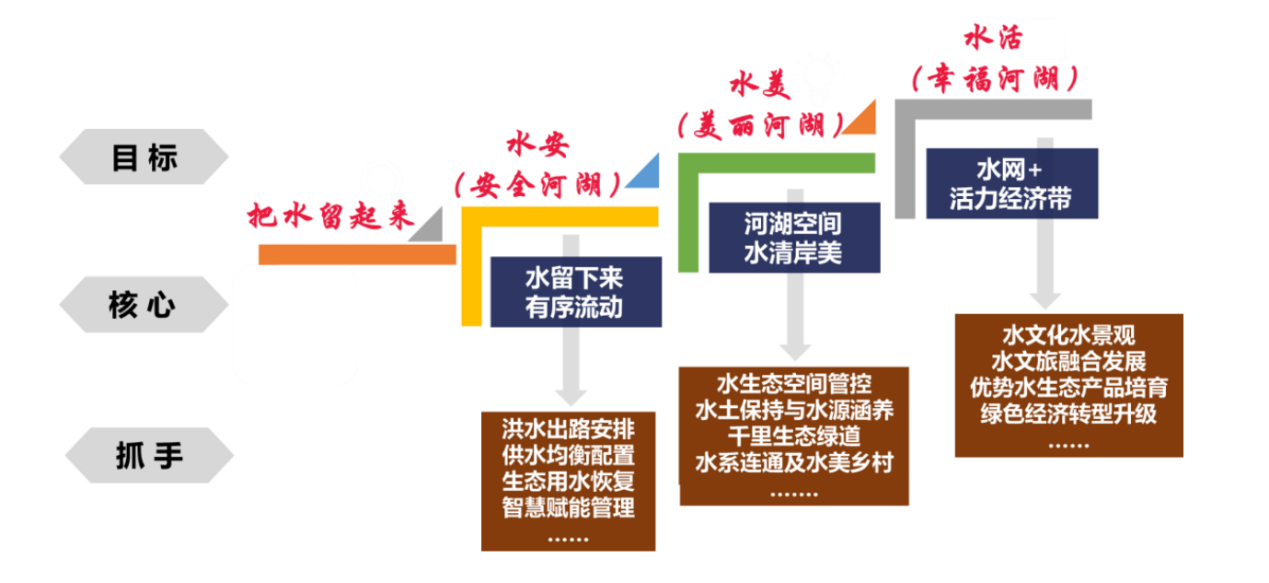 目标
核心
抓手
把水留起来
水安
（安全河湖）
水留下来
有序流动
洪水出路安排
供水均衡配置
生态用水恢复
智慧赋能管理
······
水美
（美丽河湖）
河湖空间
水清岸美
水生态空间管控
水土保持与水源涵养
千里生态绿道
水系连通及水美乡村
·······
水活
（幸福河湖）
水网+
活力经济带
水文化水景观
水文旅融合发展
优势水生态产品培育
绿色经济转型升级
······